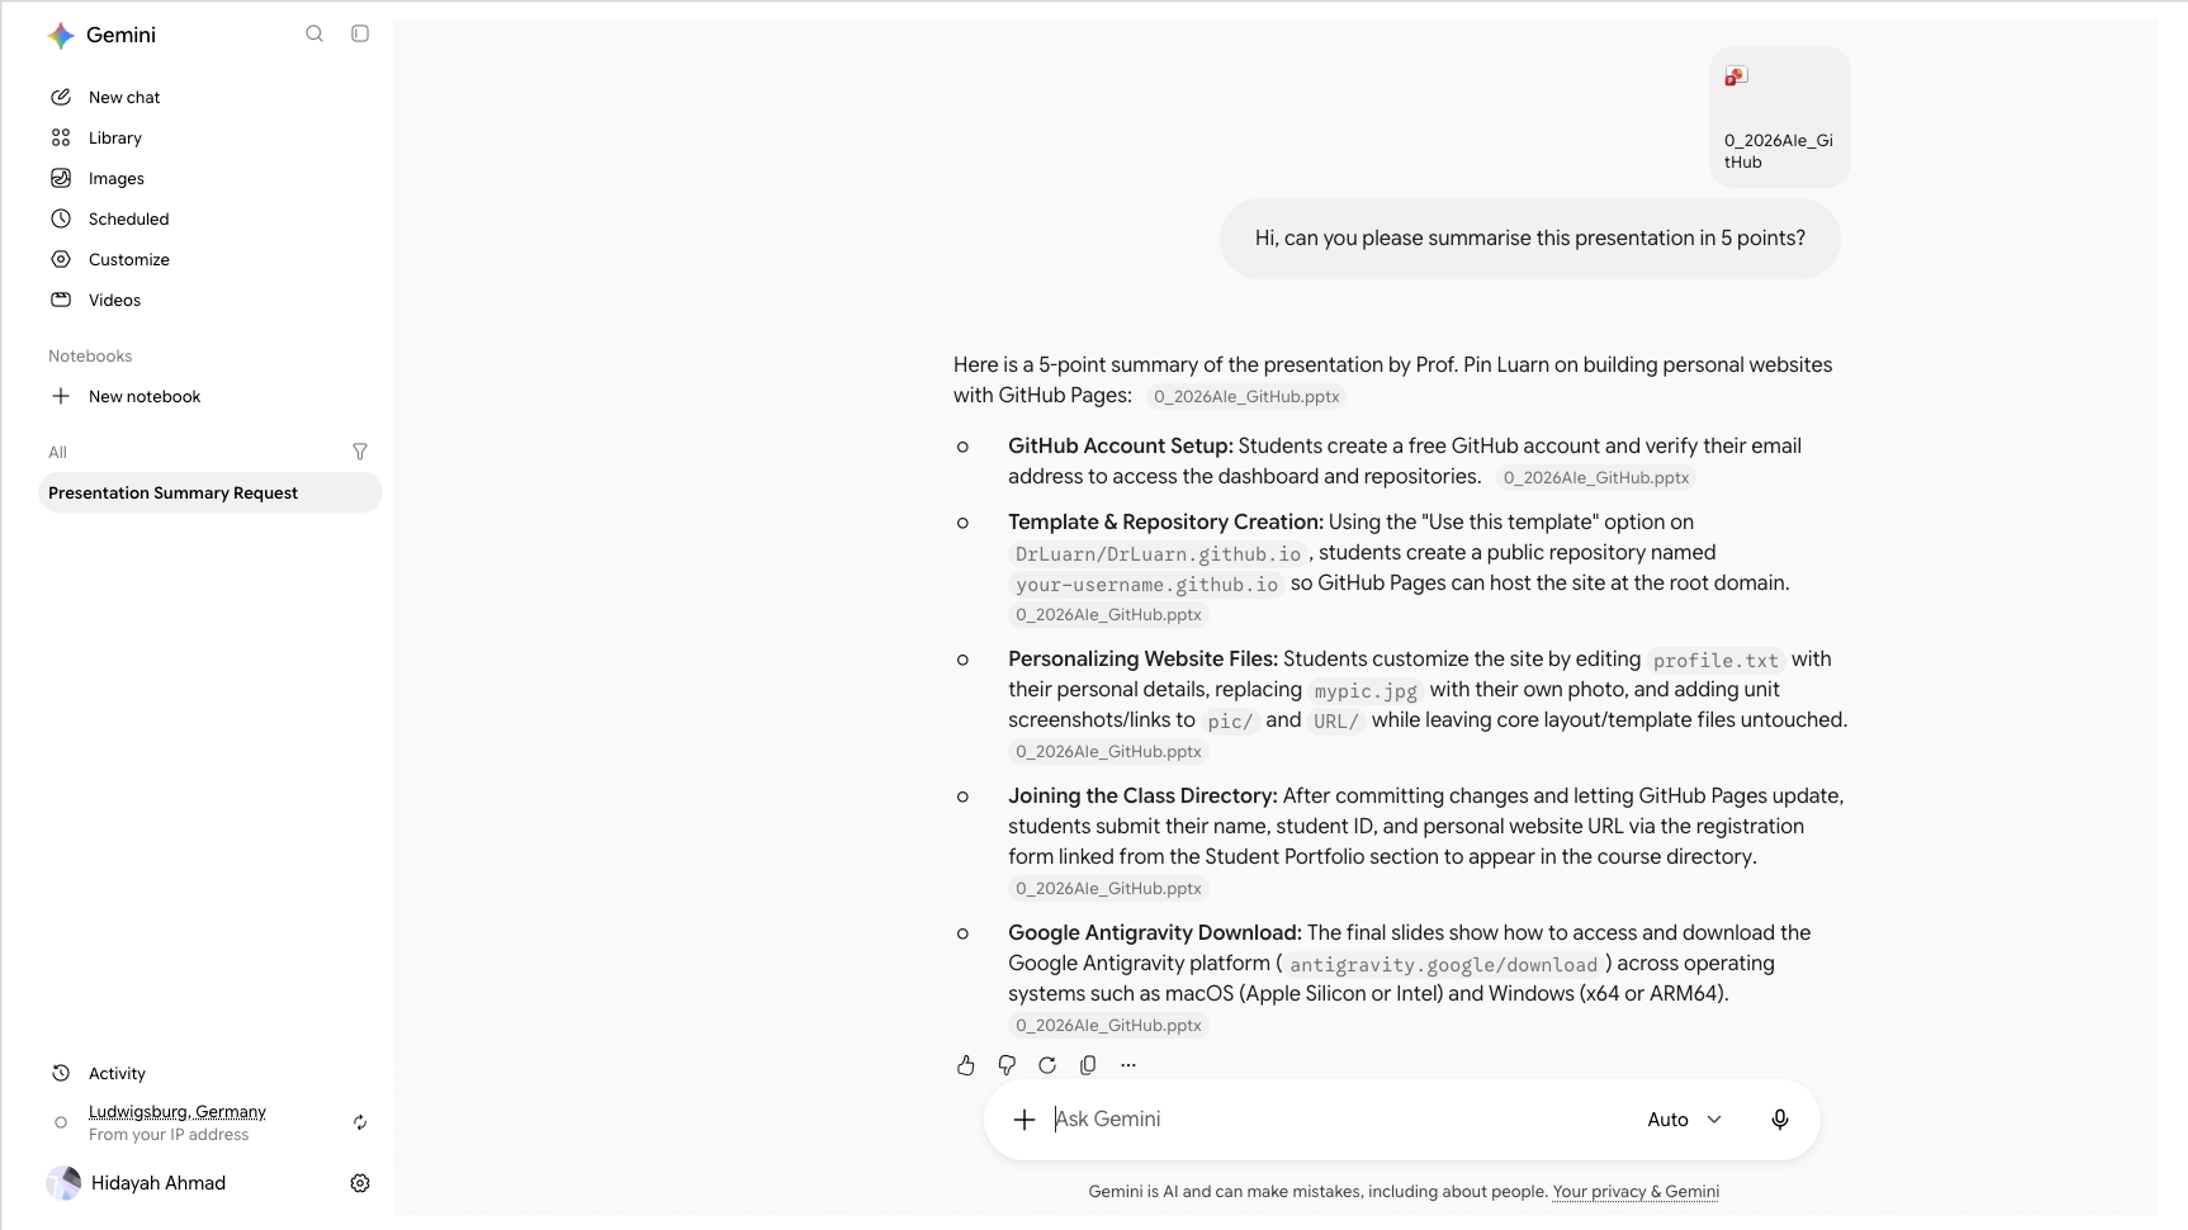 Gemini
New chat
Library
Images
Scheduled
Customize
Videos
Notebooks
New notebook
All
Presentation Summary Request
Activity
Ludwigsburg, Germany
From your IP address
Hidayah Ahmad
0_2026AIe_Gi
tHub
Hi, can you please summarise this presentation in 5 points?
Here is a 5-point summary of the presentation by Prof. Pin Luarn on building personal websites
with GitHub Pages: 0_2026AIe_GitHub.pptx
GitHub Account Setup: Students create a free GitHub account and verify their email
address to access the dashboard and repositories. 0_2026AIe_GitHub.pptx
Template & Repository Creation: Using the "Use this template" option on
DrLuarn/DrLuarn.github.io , students create a public repository named
your-username.github.io so GitHub Pages can host the site at the root domain.
0_2026AIe_GitHub.pptx
Personalizing Website Files: Students customize the site by editing profile.txt with
their personal details, replacing mypic.jpg with their own photo, and adding unit
screenshots/links to pic/ and URL/ while leaving core layout/template files untouched.
0_2026AIe_GitHub.pptx
Joining the Class Directory: After committing changes and letting GitHub Pages update,
students submit their name, student ID, and personal website URL via the registration
form linked from the Student Portfolio section to appear in the course directory.
0_2026AIe_GitHub.pptx
Google Antigravity Download: The final slides show how to access and download the
Google Antigravity platform ( antigravity.google/download ) across operating
systems such as macOS (Apple Silicon or Intel) and Windows (x64 or ARM64).
0_2026AIe_GitHub.pptx
Ask Gemini
Auto
Gemini is AI and can make mistakes, including about people. Your privacy & Gemini